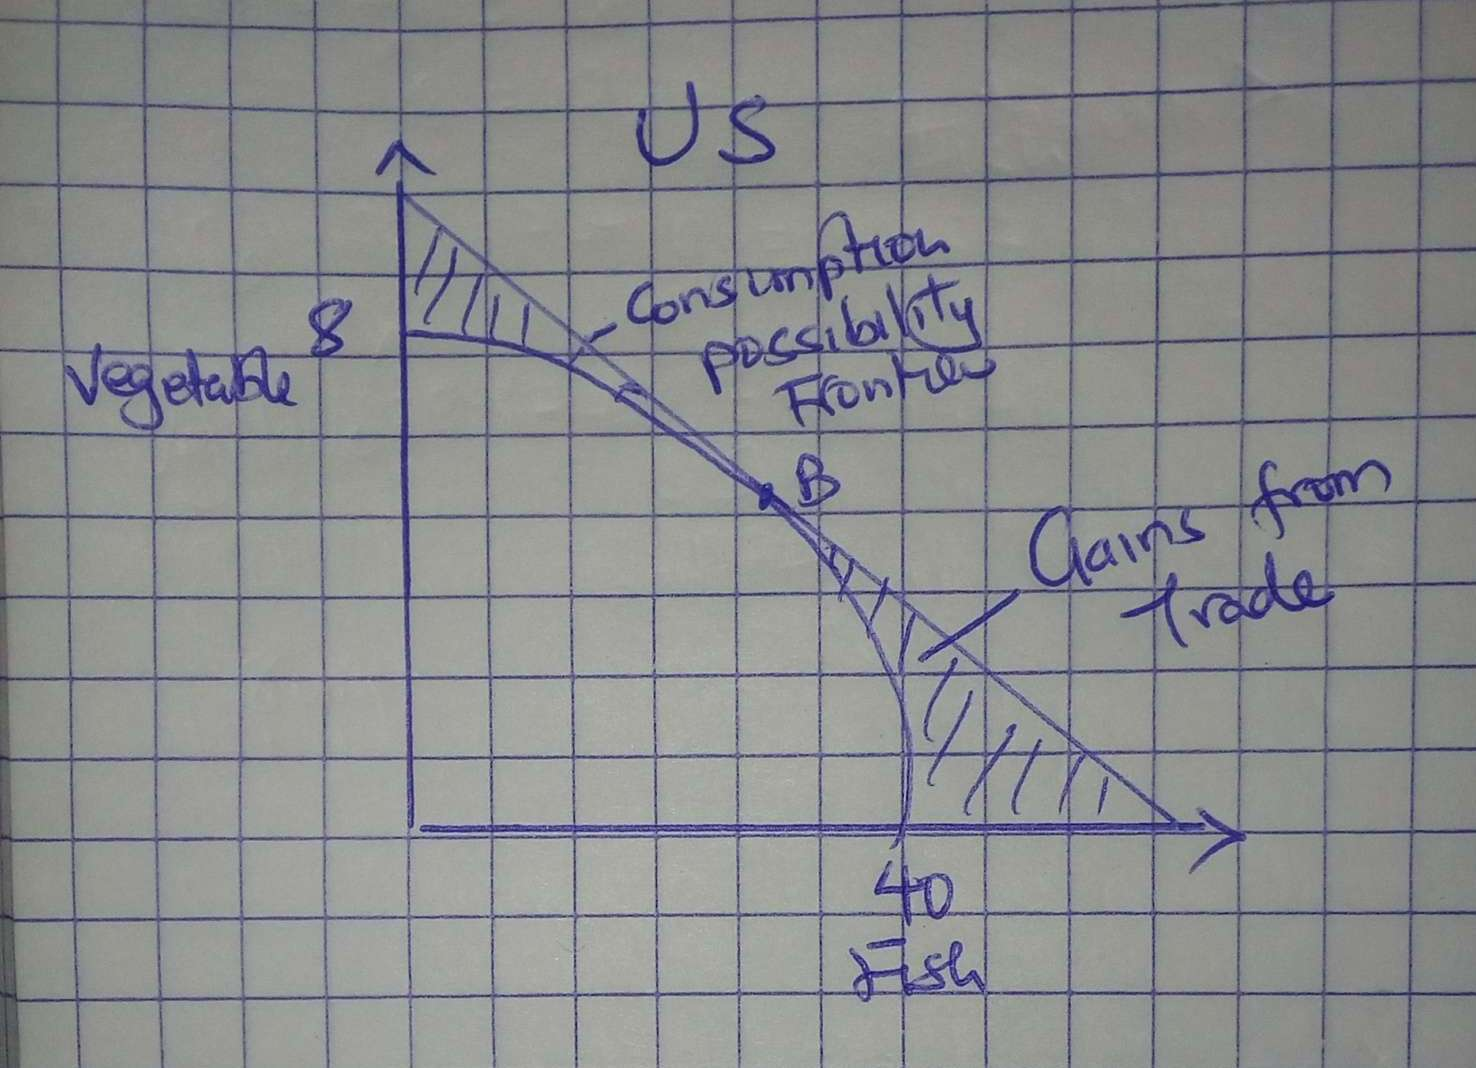 US
Consumption
possibility
Frontier
8
Vegetable
B
Gains from
Trade
40
Fish